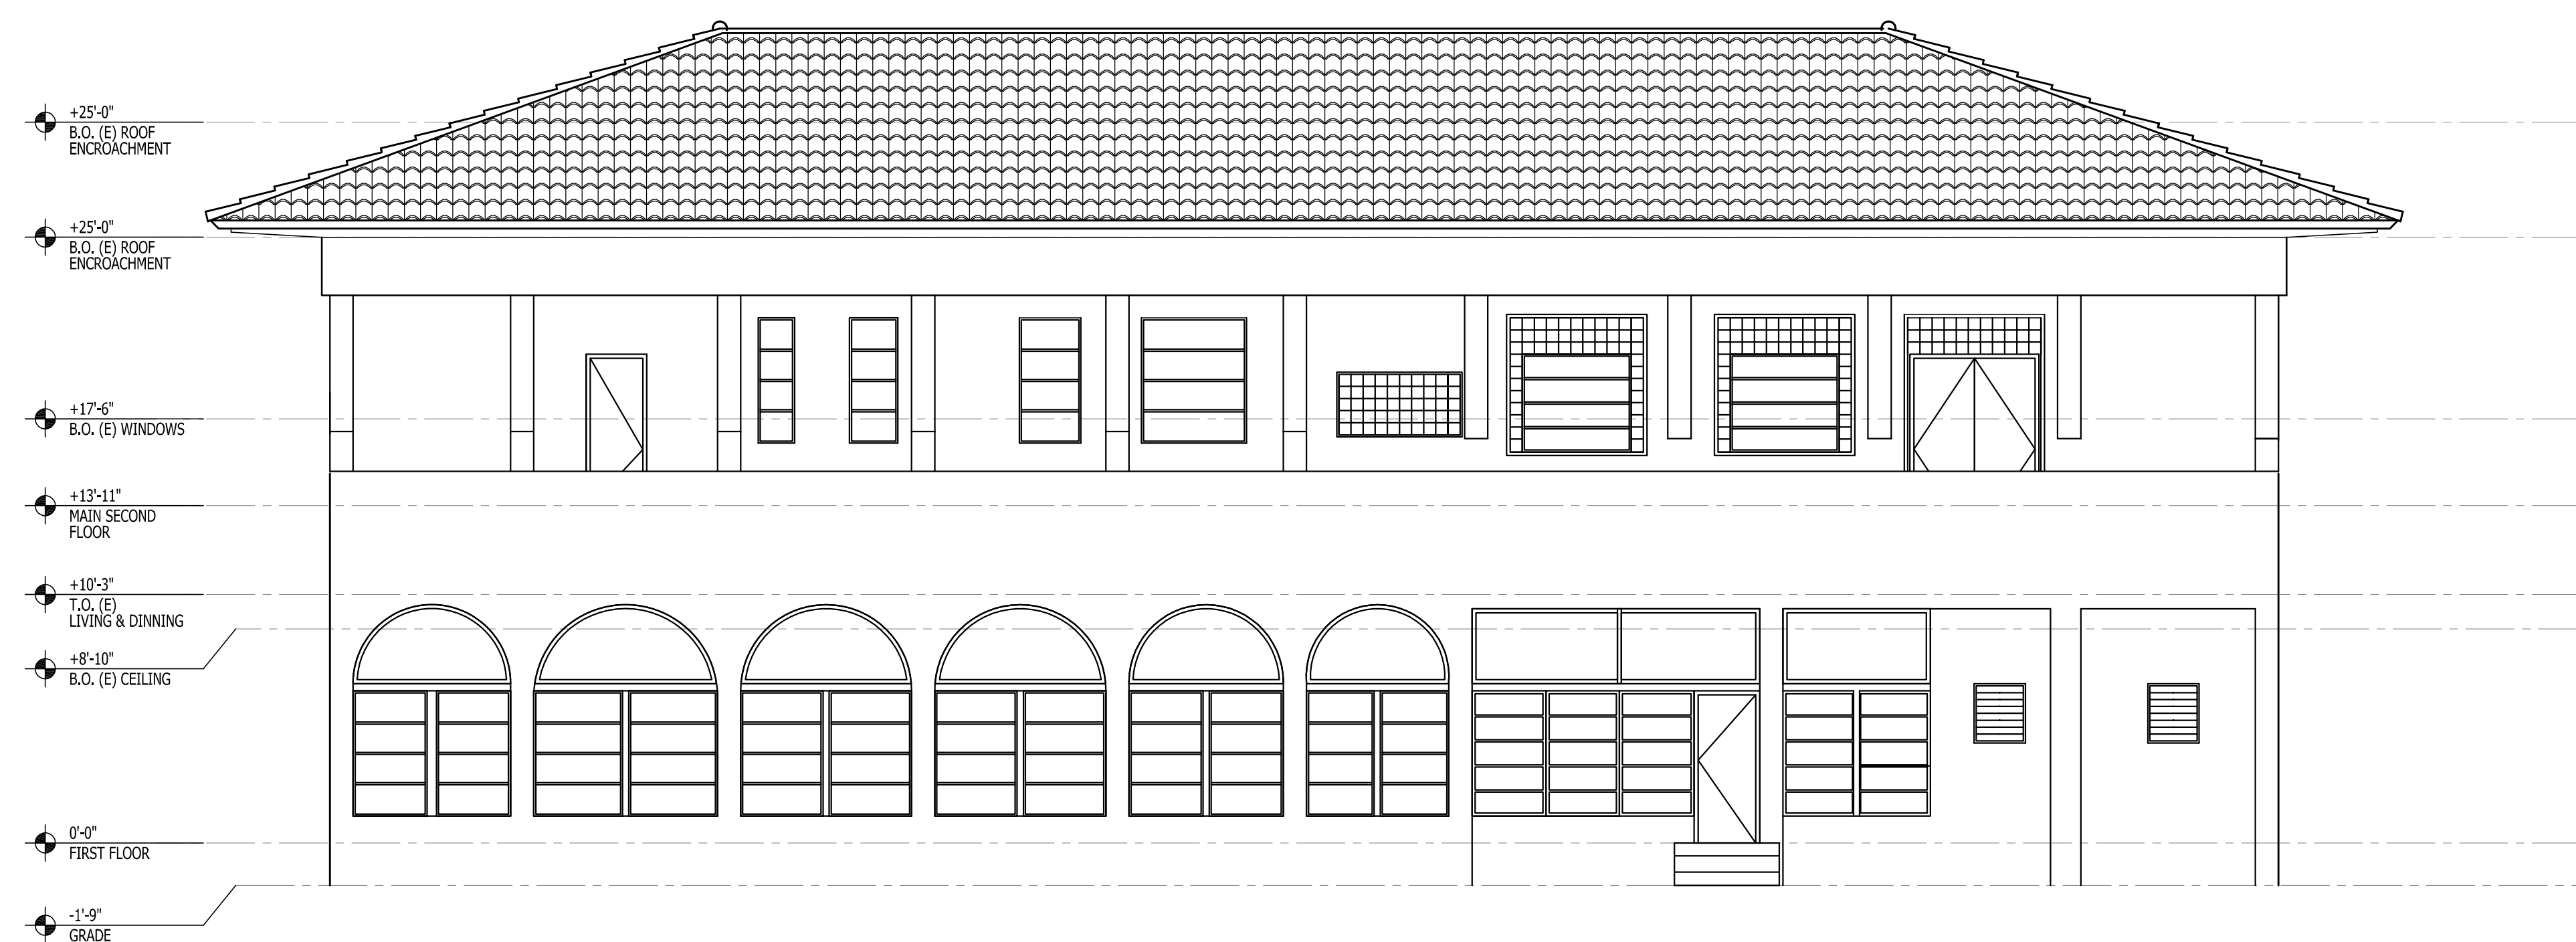 +25'-0"
B.O. (E) ROOF
ENCROACHMENT
+25'-0"
B.O. (E) ROOF
ENCROACHMENT
+17'-6"
B.O. (E) WINDOWS
+13'-11"
MAIN SECOND
FLOOR
+10'-3"
T.O. (E)
LIVING & DINNING
+8'-10"
B.O. (E) CEILING
0'-0"
FIRST FLOOR
-1'-9"
GRADE